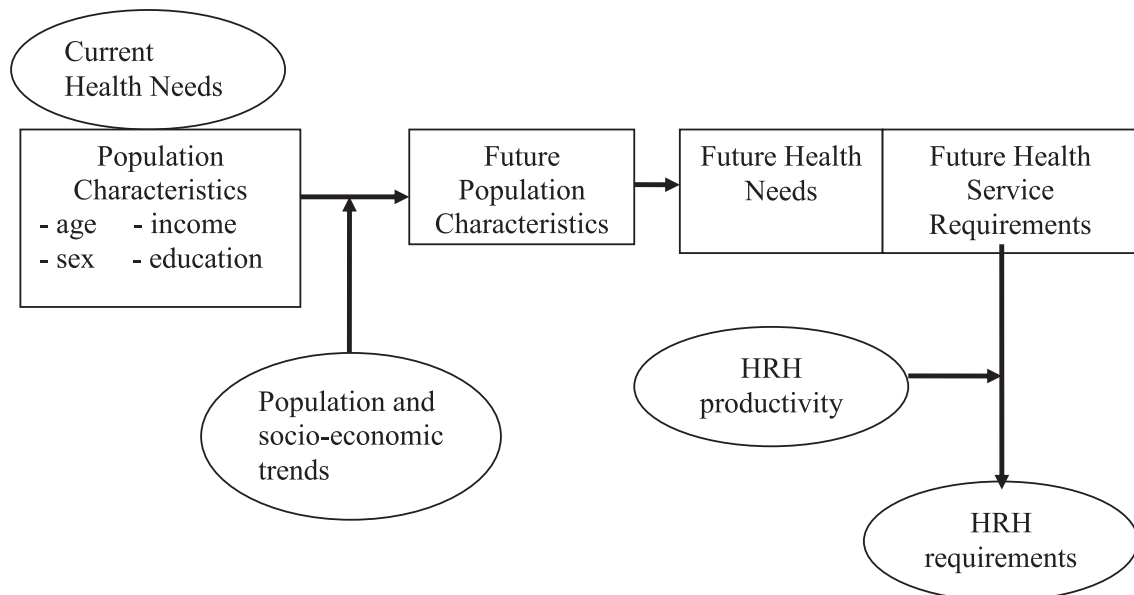 Current
Health Needs
Population
Characteristics
- age - income
- sex - education
Future
Population
Characteristics
Future Health
Needs
Future Health
Service
Requirements
Population and
socio-economic
trends
HRH
productivity
HRH
requirements